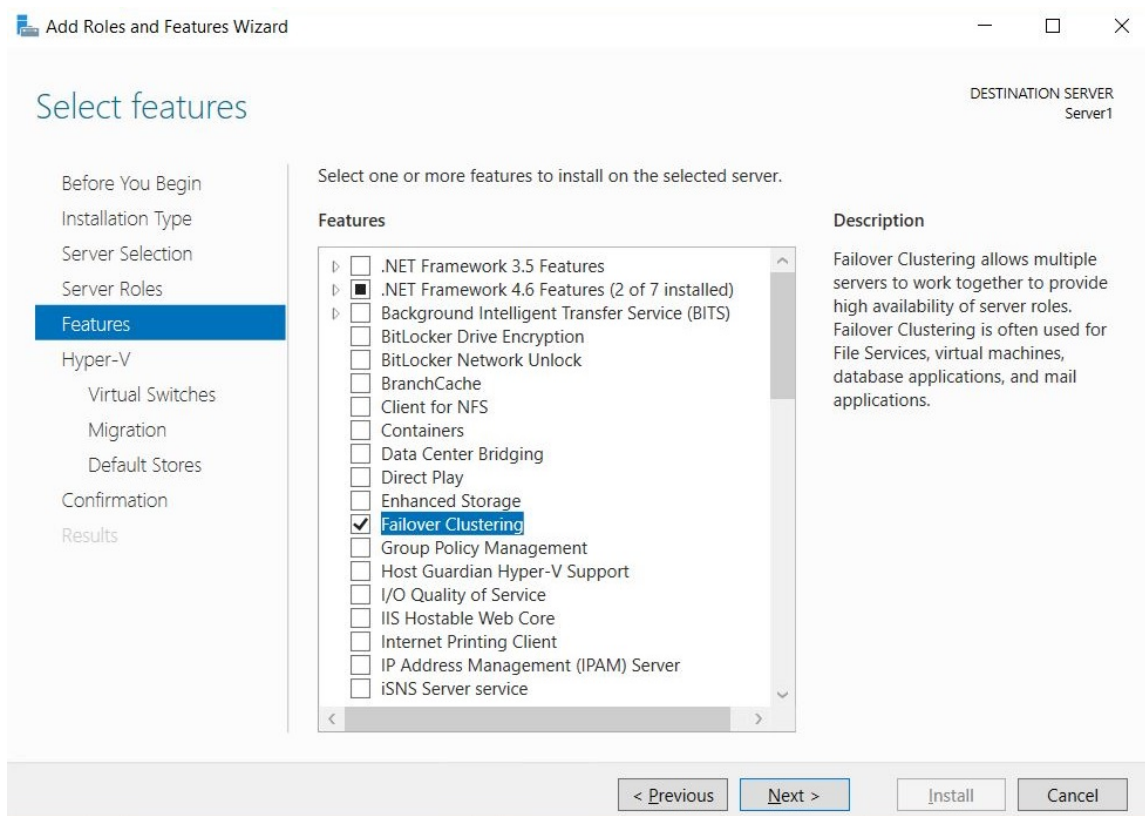 Add Roles and Features Wizard
Select features
DESTINATION SERVER
Server1
Before You Begin
Installation Type
Server Selection
Server Roles
Features
Hyper-V
Virtual Switches
Migration
Default Stores
Confirmation
Results
Select one or more features to install on the selected server.
Features
.NET Framework 3.5 Features
.NET Framework 4.6 Features (2 of 7 installed)
Background Intelligent Transfer Service (BITS)
BitLocker Drive Encryption
BitLocker Network Unlock
BranchCache
Client for NFS
Containers
Data Center Bridging
Direct Play
Enhanced Storage
Failover Clustering
Group Policy Management
Host Guardian Hyper-V Support
I/O Quality of Service
IIS Hostable Web Core
Internet Printing Client
IP Address Management (IPAM) Server
iSNS Server service
Description
Failover Clustering allows multiple
servers to work together to provide
high availability of server roles.
Failover Clustering is often used for
File Services, virtual machines,
database applications, and mail
applications.
< Previous
Next >
Install
Cancel